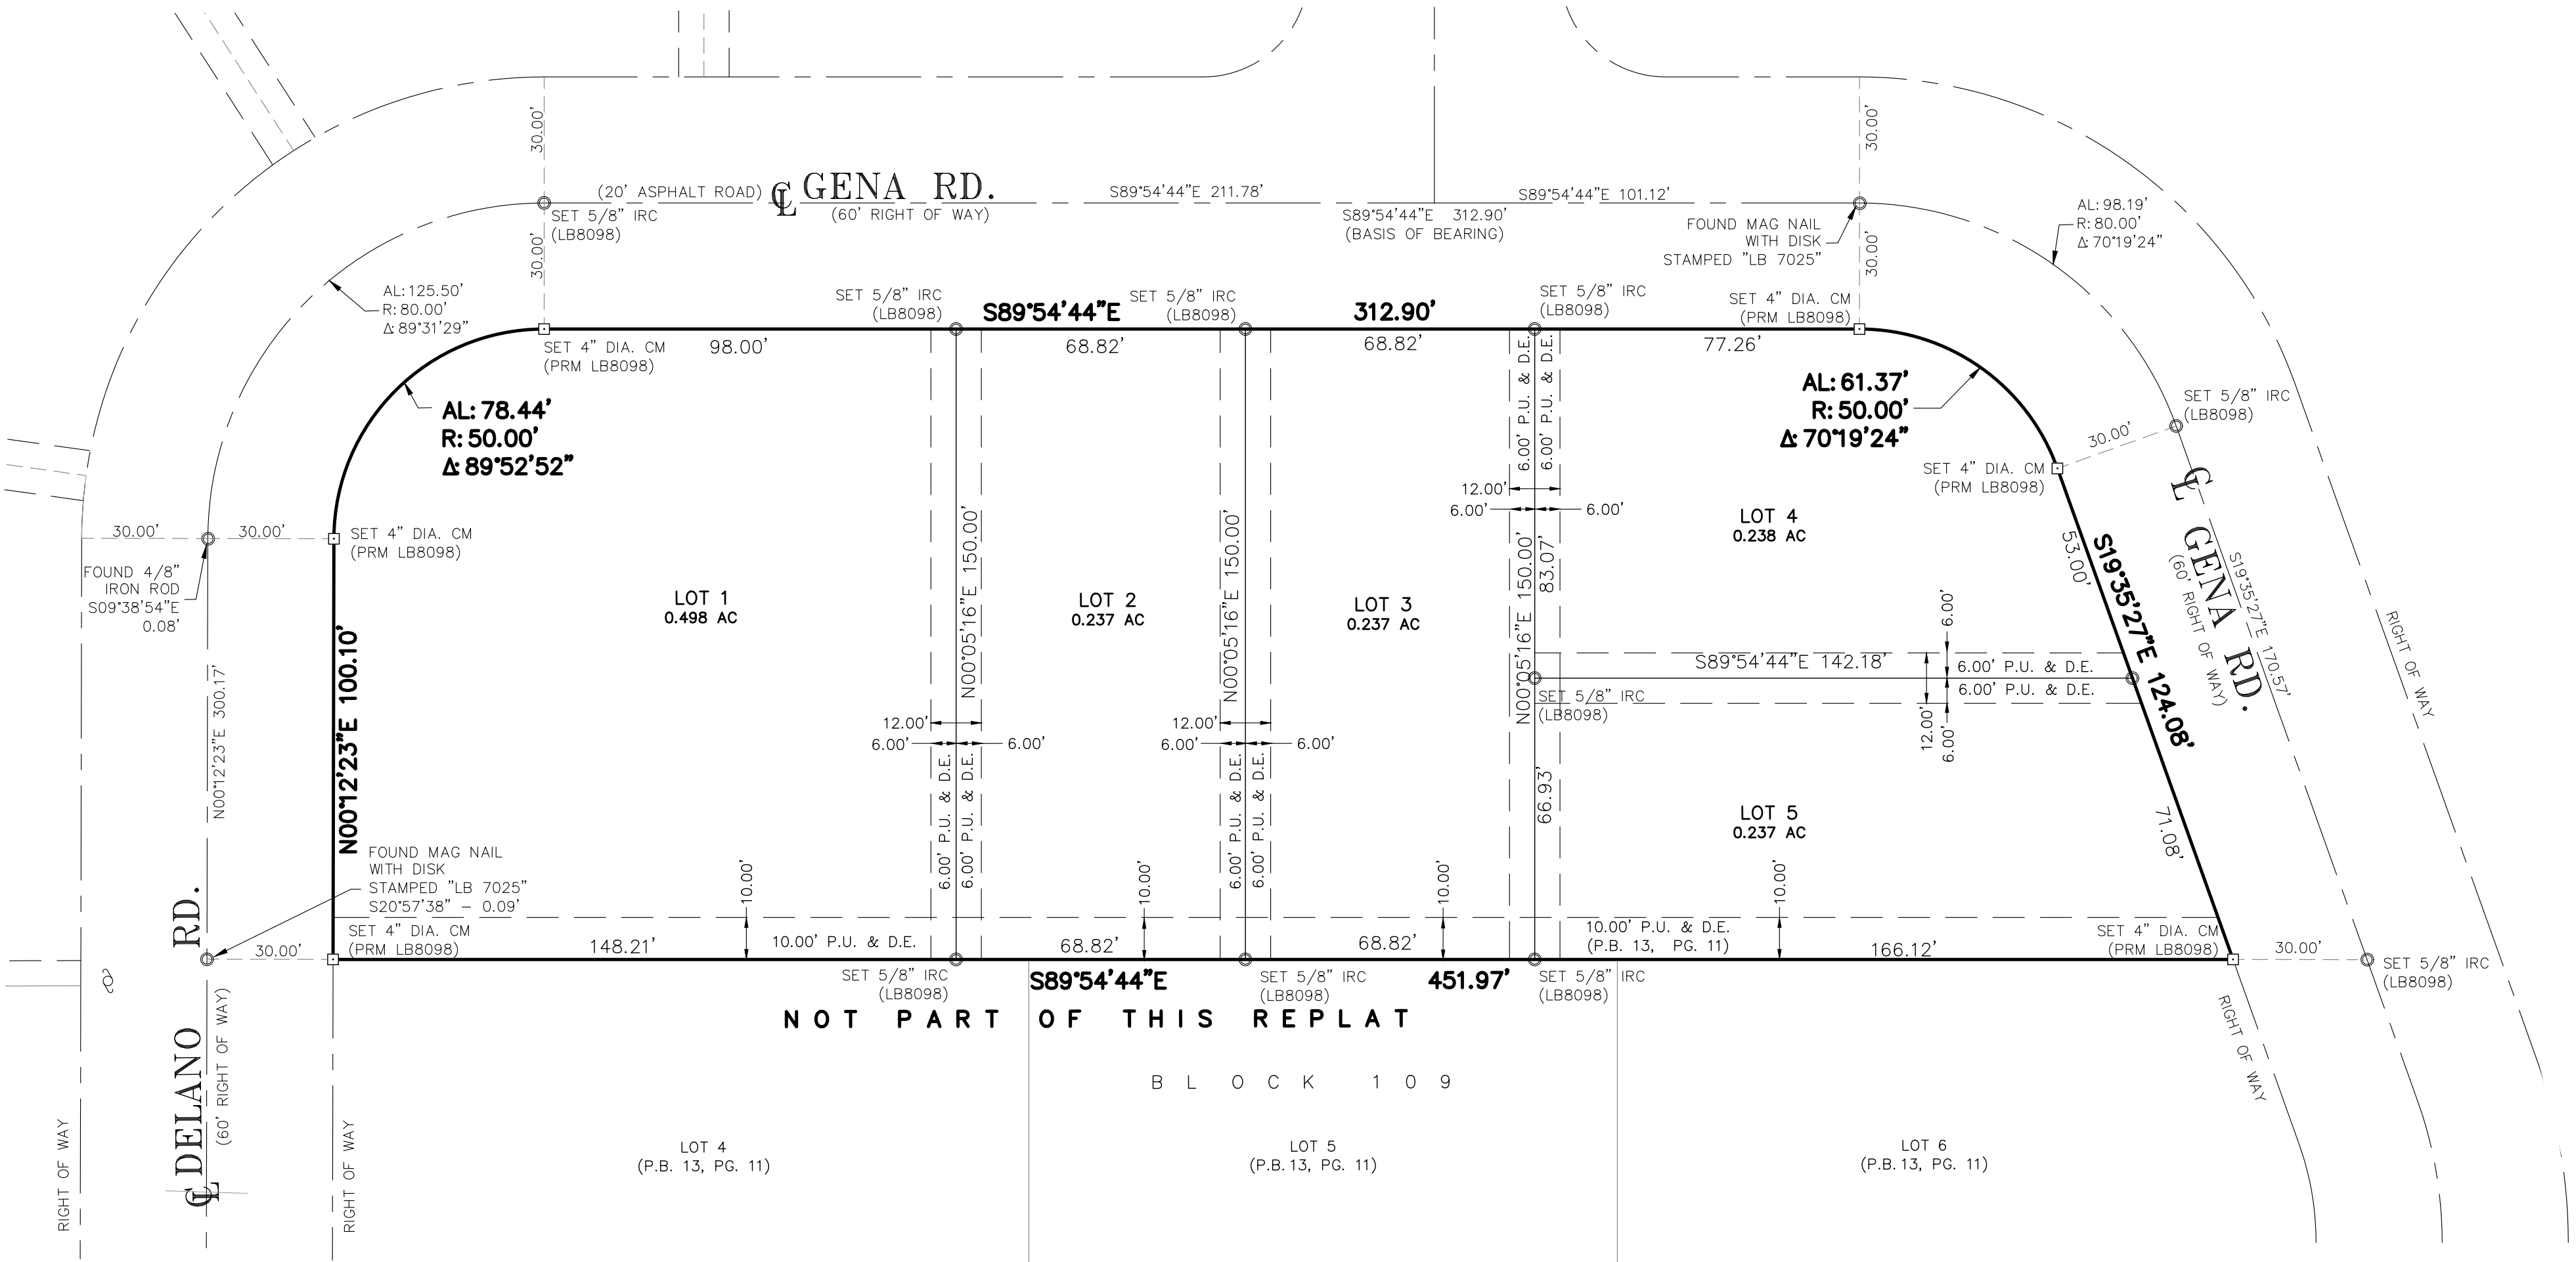 30.00'
30.00'
(20' ASPHALT ROAD)
℄ GENA RD.
(60' RIGHT OF WAY)
S89°54'44"E 211.78'
S89°54'44"E 312.90'
(BASIS OF BEARING)
S89°54'44"E 101.12'
SET 5/8" IRC
(LB8098)
30.00'
FOUND MAG NAIL
WITH DISK
STAMPED "LB 7025"
30.00'
AL: 98.19'
R: 80.00'
Δ: 70°19'24"
AL: 125.50'
R: 80.00'
Δ: 89°31'29"
SET 5/8" IRC
(LB8098)
S89°54'44"E
SET 5/8" IRC
(LB8098)
312.90'
SET 5/8" IRC
(LB8098)
SET 4" DIA. CM
(PRM LB8098)
SET 4" DIA. CM
(PRM LB8098)
98.00'
68.82'
68.82'
77.26'
AL: 78.44'
R: 50.00'
Δ: 89°52'52"
AL: 61.37'
R: 50.00'
Δ: 70°19'24"
SET 5/8" IRC
(LB8098)
30.00'
SET 4" DIA. CM
(PRM LB8098)
6.00' P.U. & D.E.
6.00' P.U. & D.E.
12.00'
6.00'
6.00'
30.00'
30.00'
SET 4" DIA. CM
(PRM LB8098)
FOUND 4/8"
IRON ROD
S09°38'54"E
0.08'
LOT 1
0.498 AC
LOT 2
0.237 AC
LOT 3
0.237 AC
LOT 4
0.238 AC
N00°05'16"E 150.00'
N00°05'16"E 150.00'
N00°05'16"E 150.00'
83.07'
53.00'
S19°35'27"E 124.08'
℄ GENA RD.
(60' RIGHT OF WAY)
S19°35'27"E 170.57'
RIGHT OF WAY
N00°12'23"E 300.17'
N00°12'23"E 100.10'
6.00'
S89°54'44"E 142.18'
6.00' P.U. & D.E.
6.00' P.U. & D.E.
SET 5/8" IRC
(LB8098)
12.00'
6.00'
12.00'
6.00'
6.00'
12.00'
6.00'
6.00'
6.00' P.U. & D.E.
6.00' P.U. & D.E.
6.00' P.U. & D.E.
6.00' P.U. & D.E.
66.93'
LOT 5
0.237 AC
71.08'
FOUND MAG NAIL
WITH DISK
STAMPED "LB 7025"
S20°57'38" – 0.09'
10.00'
10.00'
10.00'
10.00'
30.00'
SET 4" DIA. CM
(PRM LB8098)
148.21'
10.00' P.U. & D.E.
68.82'
68.82'
10.00' P.U. & D.E.
(P.B. 13, PG. 11)
166.12'
SET 4" DIA. CM
(PRM LB8098)
30.00'
SET 5/8" IRC
(LB8098)
SET 5/8" IRC
(LB8098)
S89°54'44"E
SET 5/8" IRC
(LB8098)
451.97'
SET 5/8" IRC
(LB8098)
NOT PART OF THIS REPLAT
BLOCK 109
℄ DELANO RD.
(60' RIGHT OF WAY)
RIGHT OF WAY
RIGHT OF WAY
RIGHT OF WAY
LOT 4
(P.B. 13, PG. 11)
LOT 5
(P.B. 13, PG. 11)
LOT 6
(P.B. 13, PG. 11)